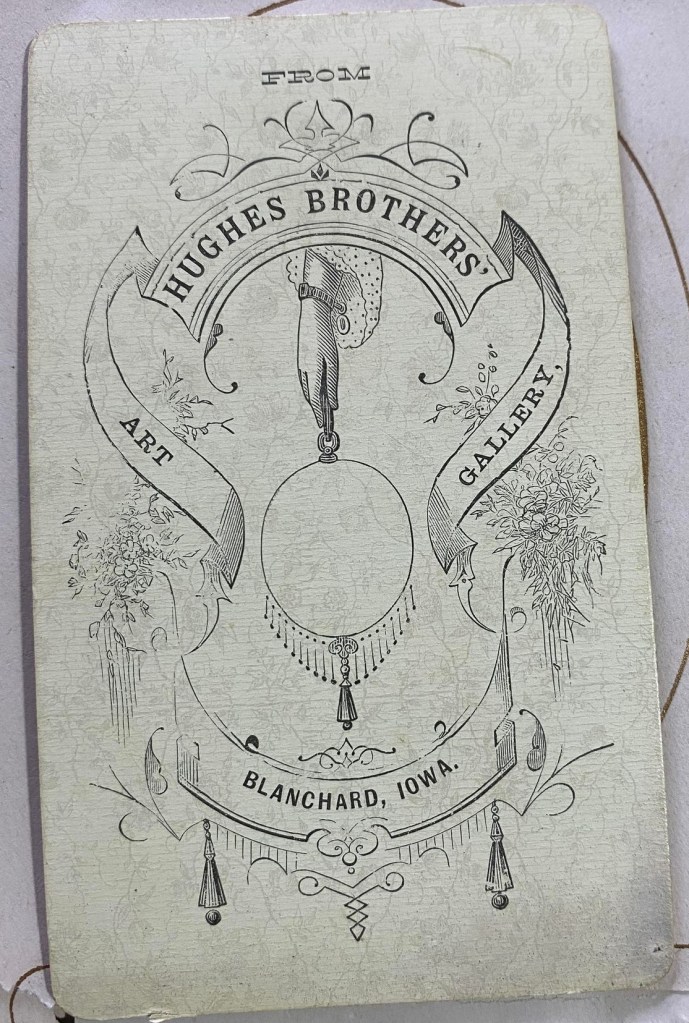 FROM
HUGHES BROTHERS'
ART
GALLERY,
BLANCHARD, IOWA.